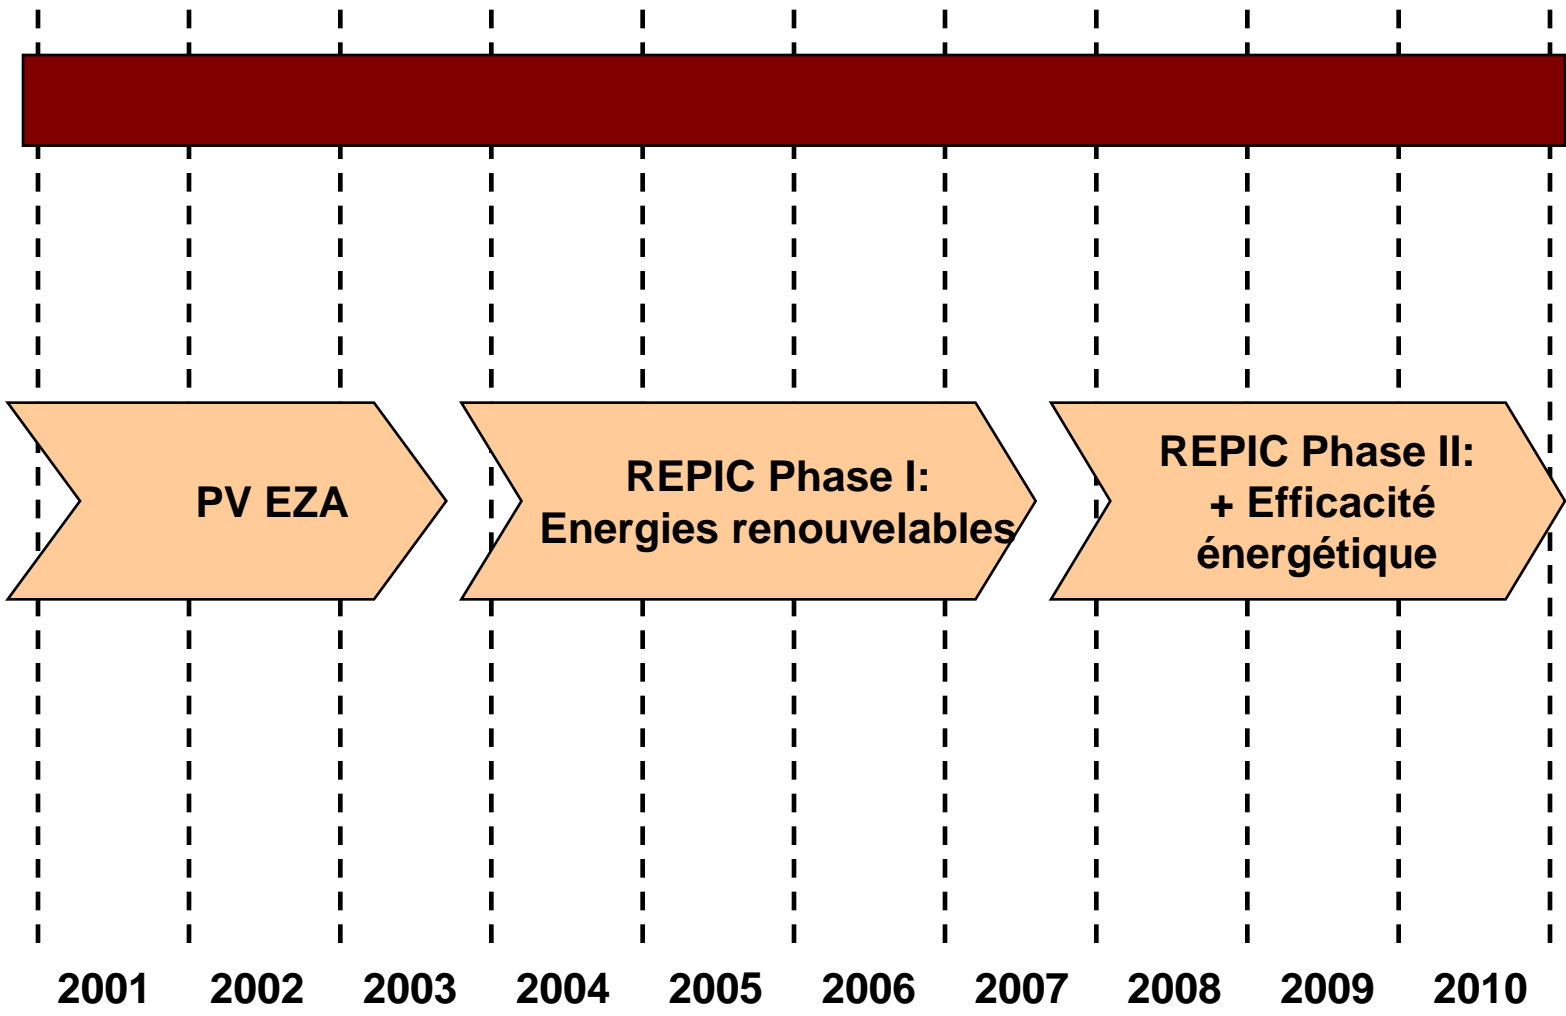 PV EZA
REPIC Phase I:
Energies renouvelables
REPIC Phase II:
+ Efficacité
énergétique
2001 2002 2003 2004 2005 2006 2007 2008 2009 2010